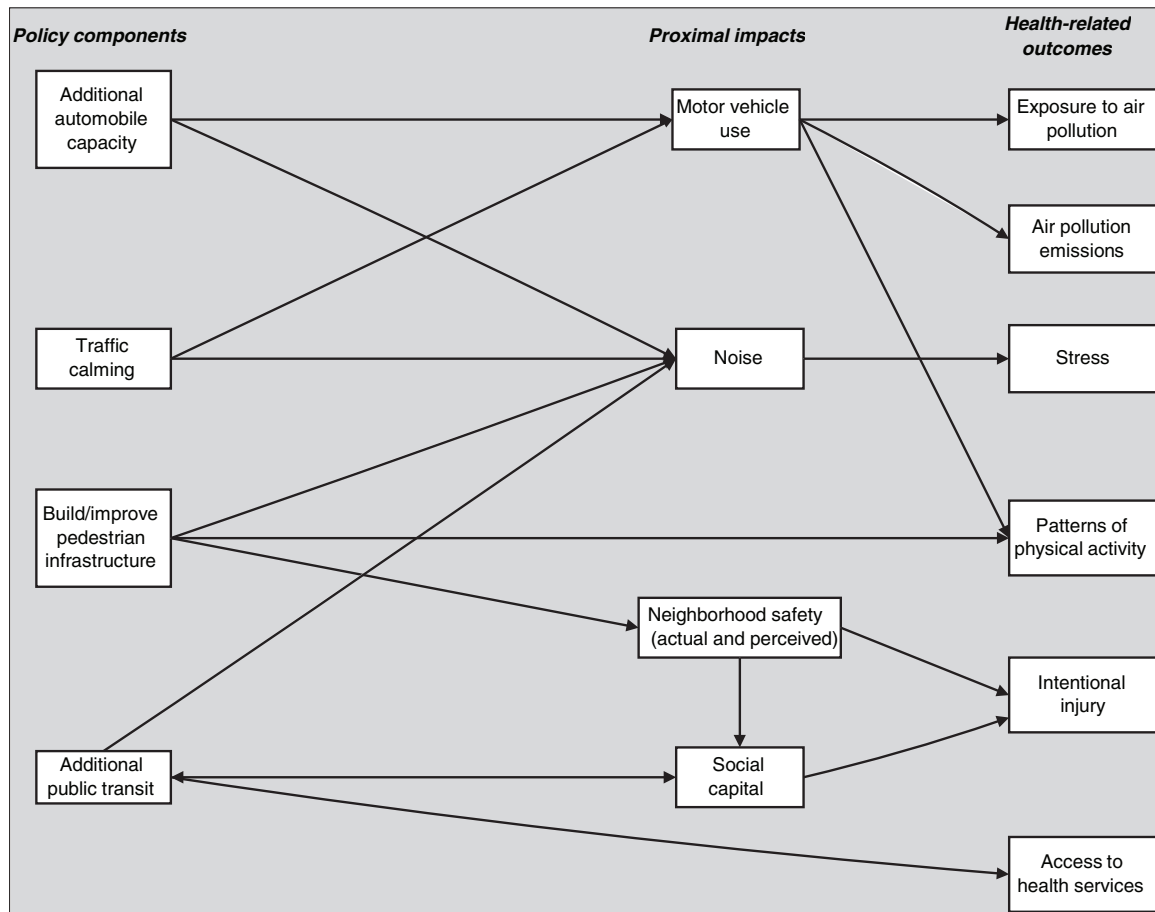 Policy components
Proximal impacts
Health-related
outcomes
Additional
automobile
capacity
Motor vehicle
use
Exposure to air
pollution
Air pollution
emissions
Traffic
calming
Noise
Stress
Build/improve
pedestrian
infrastructure
Patterns of
physical activity
Neighborhood safety
(actual and perceived)
Intentional
injury
Additional
public transit
Social
capital
Access to
health services